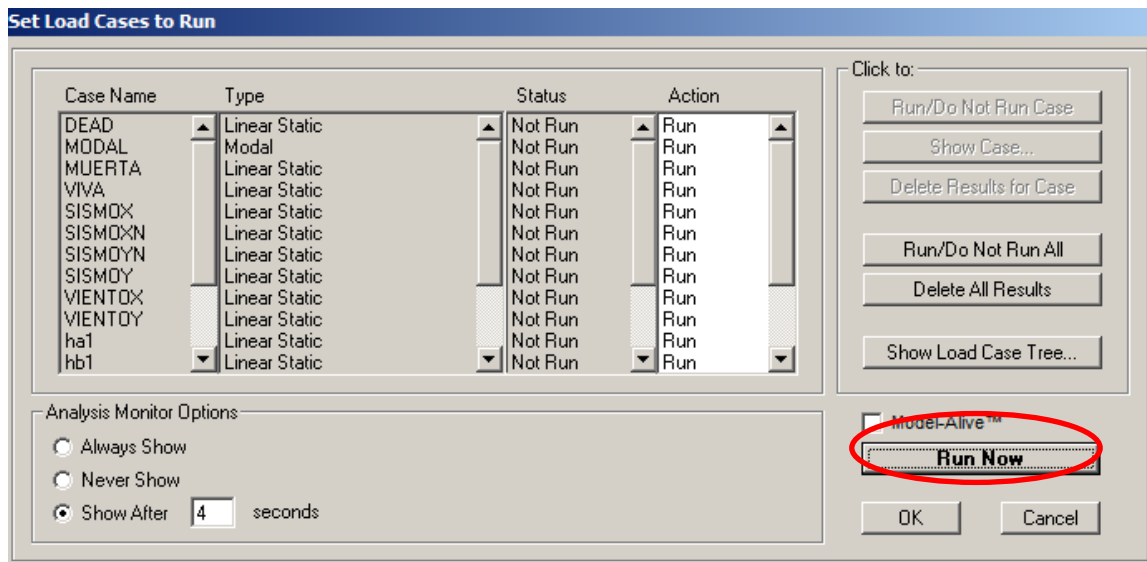 Set Load Cases to Run
Case Name Type Status Action
DEAD Linear Static Not Run Run
MODAL Modal Not Run Run
MUERTA Linear Static Not Run Run
VIVA Linear Static Not Run Run
SISMOX Linear Static Not Run Run
SISMOXN Linear Static Not Run Run
SISMOYN Linear Static Not Run Run
SISMOY Linear Static Not Run Run
VIENTOX Linear Static Not Run Run
VIENTOY Linear Static Not Run Run
ha1 Linear Static Not Run Run
hb1 Linear Static Not Run Run
Click to:
Run/Do Not Run Case
Show Case...
Delete Results for Case
Run/Do Not Run All
Delete All Results
Show Load Case Tree...
Analysis Monitor Options
Always Show
Never Show
Show After 4 seconds
Model-Alive™
Run Now
OK Cancel